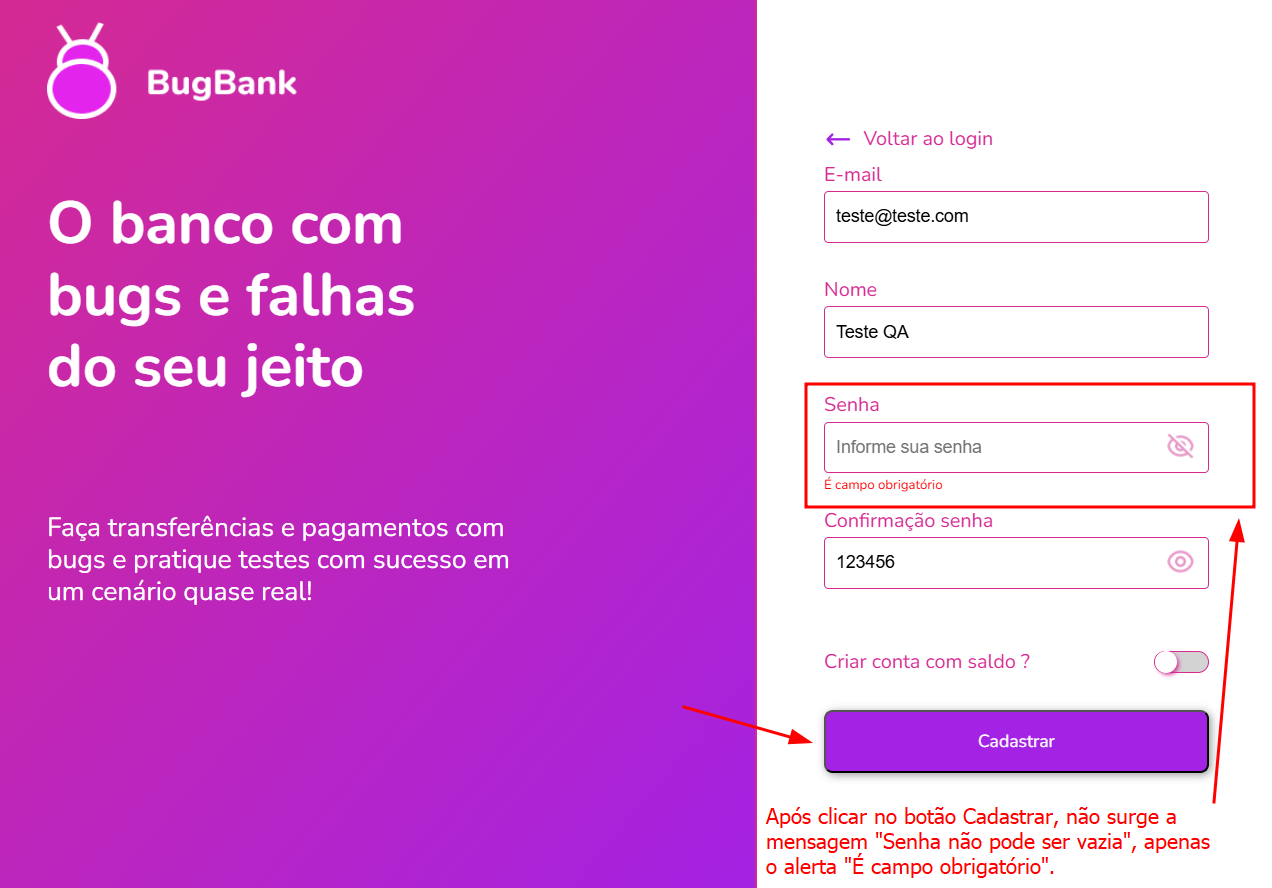 BugBank
O banco com
bugs e falhas
do seu jeito
Faça transferências e pagamentos com
bugs e pratique testes com sucesso em
um cenário quase real!
Voltar ao login
E-mail
teste@teste.com
Nome
Teste QA
Senha
Informe sua senha
É campo obrigatório
Confirmação senha
123456
Criar conta com saldo ?
Cadastrar
Após clicar no botão Cadastrar, não surge a
mensagem "Senha não pode ser vazia", apenas
o alerta "É campo obrigatório".